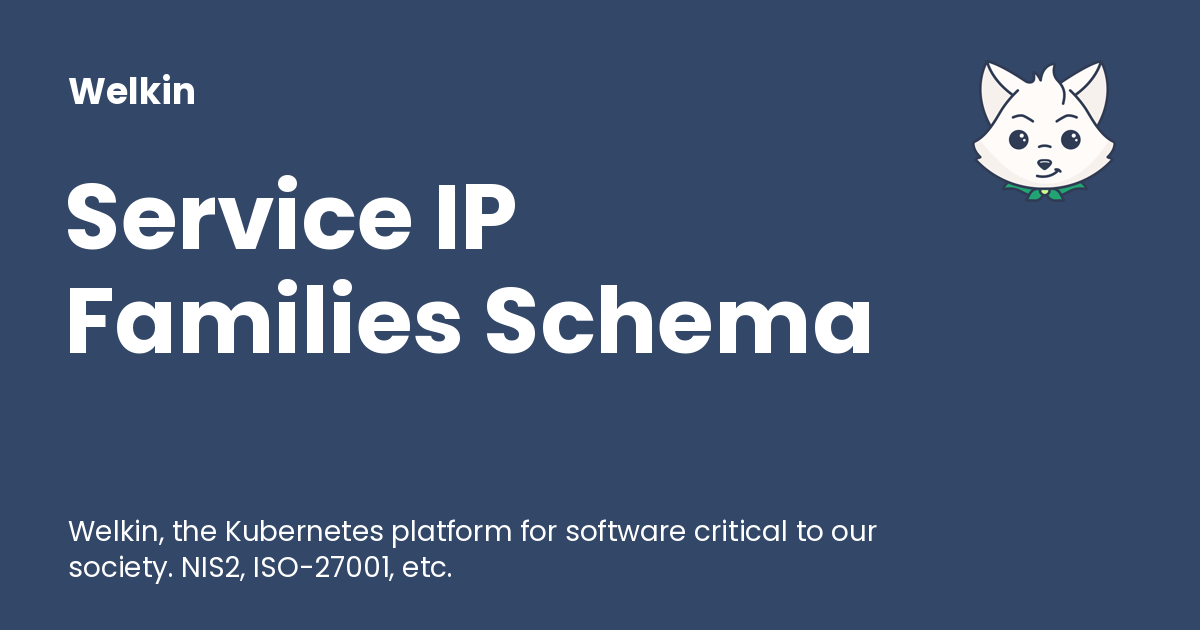 Welkin
Service IP
Families Schema
Welkin, the Kubernetes platform for software critical to our
society. NIS2, ISO-27001, etc.